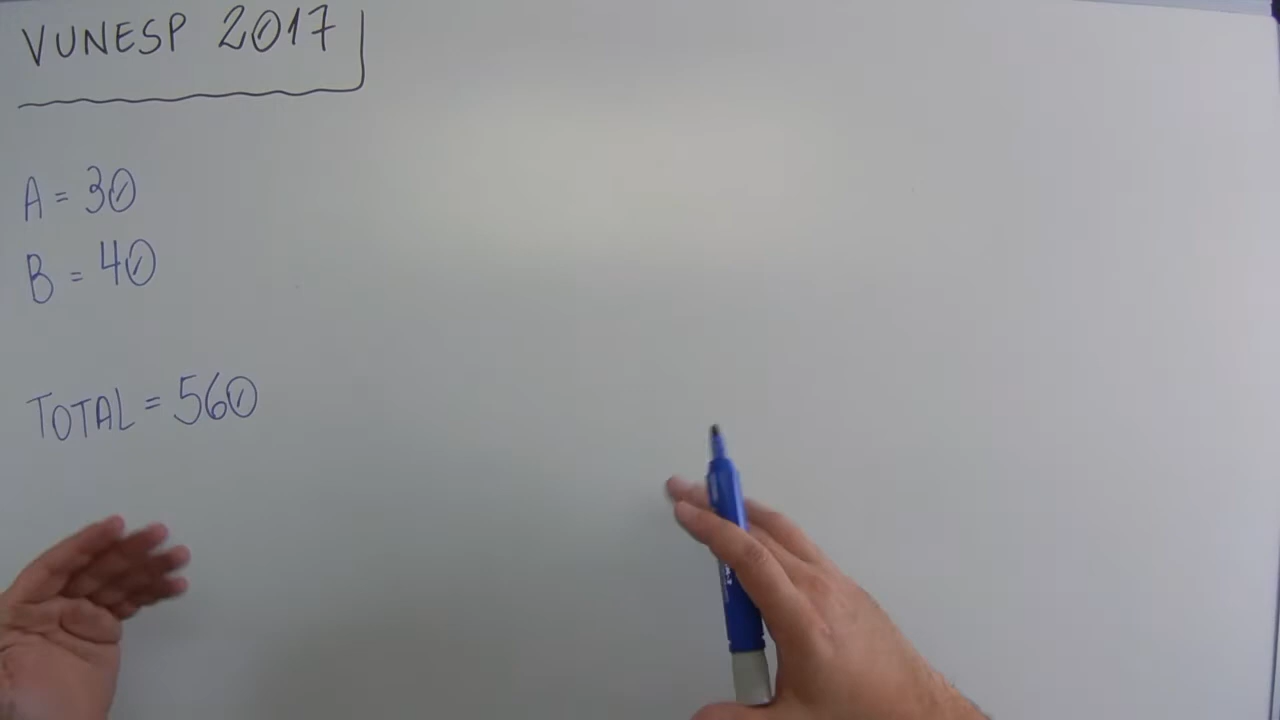 VUNESP 2017
A = 30
B = 40
TOTAL = 560